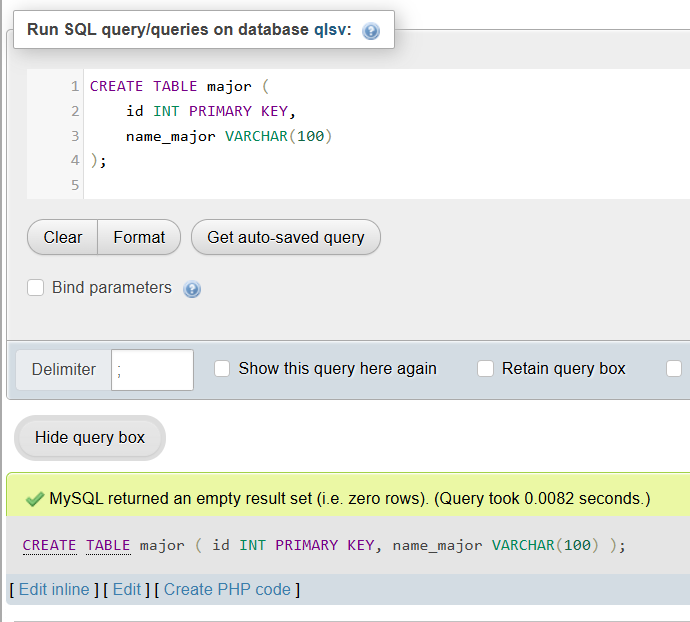 Run SQL query/queries on database qlsv:
1 CREATE TABLE major (
2 id INT PRIMARY KEY,
3 name_major VARCHAR(100)
4 );
5
Clear Format Get auto-saved query
Bind parameters
Delimiter ; Show this query here again Retain query box
Hide query box
MySQL returned an empty result set (i.e. zero rows). (Query took 0.0082 seconds.)
CREATE TABLE major ( id INT PRIMARY KEY, name_major VARCHAR(100) );
[ Edit inline ] [ Edit ] [ Create PHP code ]